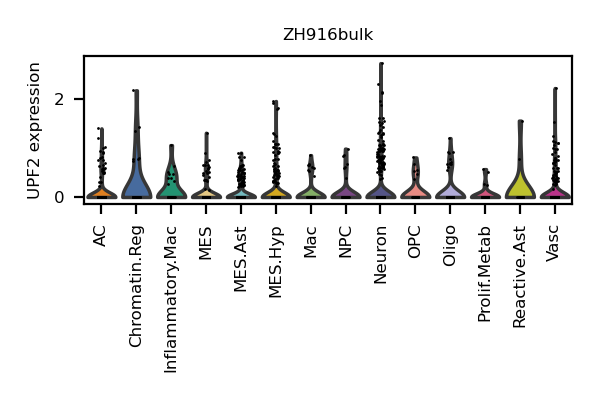 ZH916bulk
UPF2 expression
2
0
AC
Chromatin.Reg
Inflammatory.Mac
MES
MES.Ast
MES.Hyp
Mac
NPC
Neuron
OPC
Oligo
Prolif.Metab
Reactive.Ast
Vasc